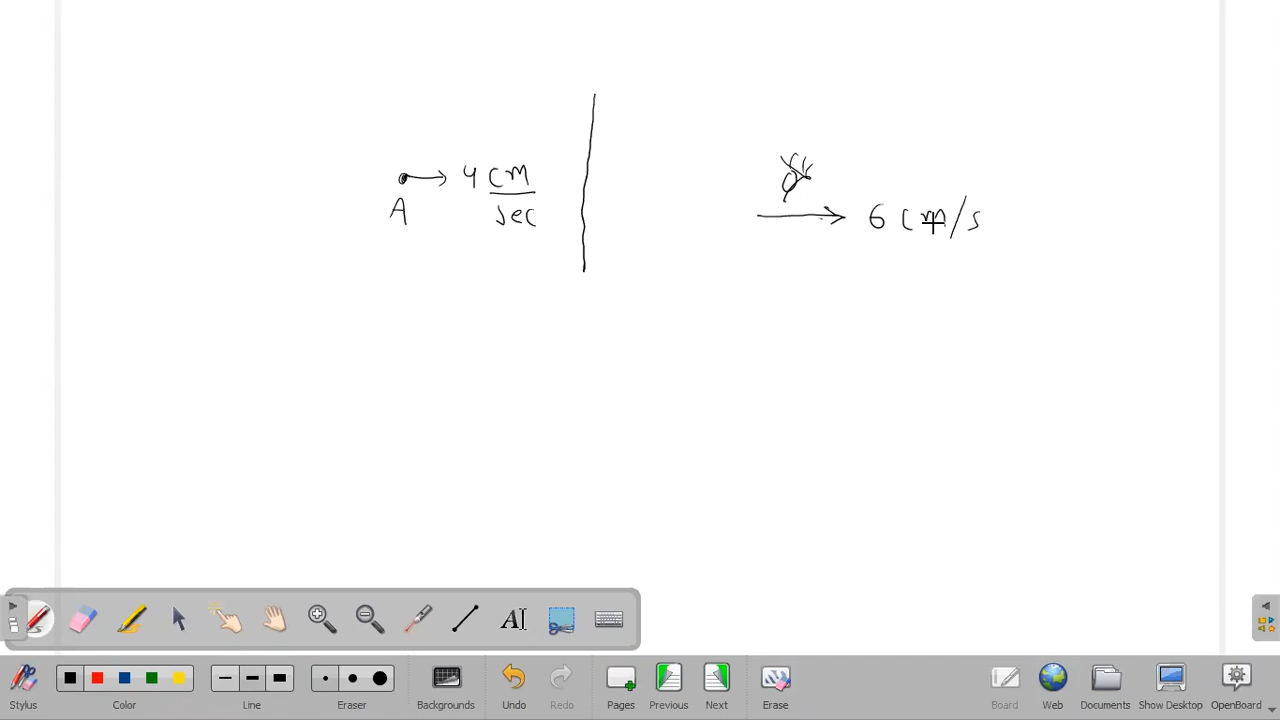 4 cm
A
sec
6 cm/s
Stylus
Color
Line
Eraser
Backgrounds
Undo
Redo
Pages
Previous
Next
Erase
Board
Web
Documents
Show Desktop
OpenBoard